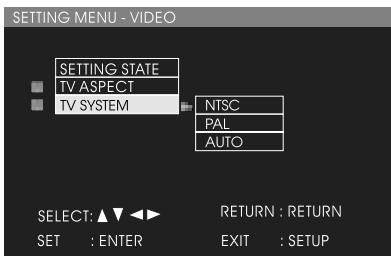 SETTING MENU - VIDEO
SETTING STATE
TV ASPECT
TV SYSTEM
NTSC
PAL
AUTO
SELECT: ▲▼◄► RETURN : RETURN
SET : ENTER EXIT : SETUP